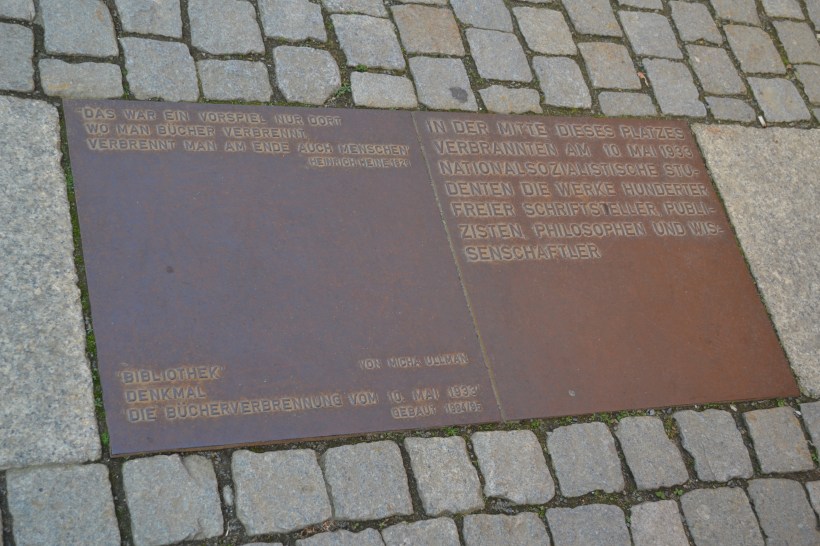 "DAS WAR EIN VORSPIEL NUR, DORT
WO MAN BÜCHER VERBRENNT,
VERBRENNT MAN AM ENDE AUCH MENSCHEN"
HEINRICH HEINE 1820
IN DER MITTE DIESES PLATZES
VERBRANNTEN AM 10. MAI 1933
NATIONALSOZIALISTISCHE STU-
DENTEN DIE WERKE HUNDERTER
FREIER SCHRIFTSTELLER, PUBLI-
ZISTEN, PHILOSOPHEN UND WIS-
SENSCHAFTLER.
"BIBLIOTHEK"
VON MICHA ULLMAN
DENKMAL
"DIE BÜCHERVERBRENNUNG VOM 10. MAI 1933"
GEBAUT 1994/95